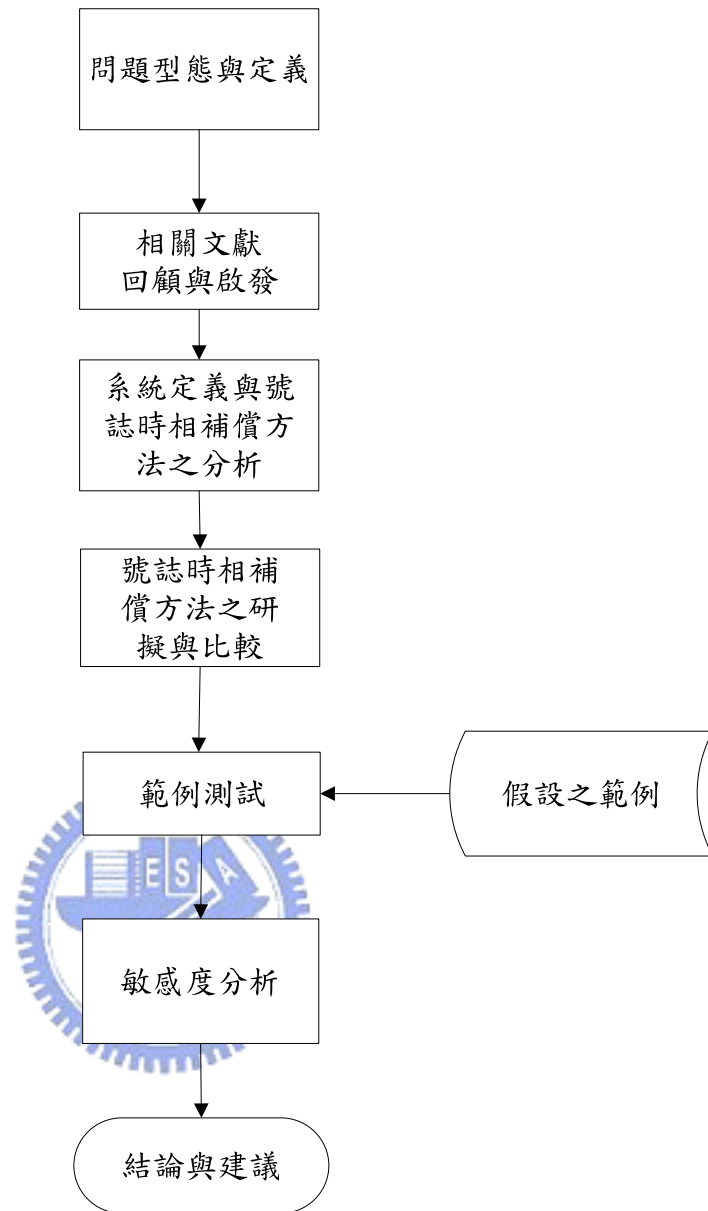 問題型態與定義
相關文獻
回顧與啟發
系統定義與號
誌時相補償方
法之分析
號誌時相補
償方法之研
擬與比較
範例測試
假設之範例
ESA
敏感度分析
結論與建議